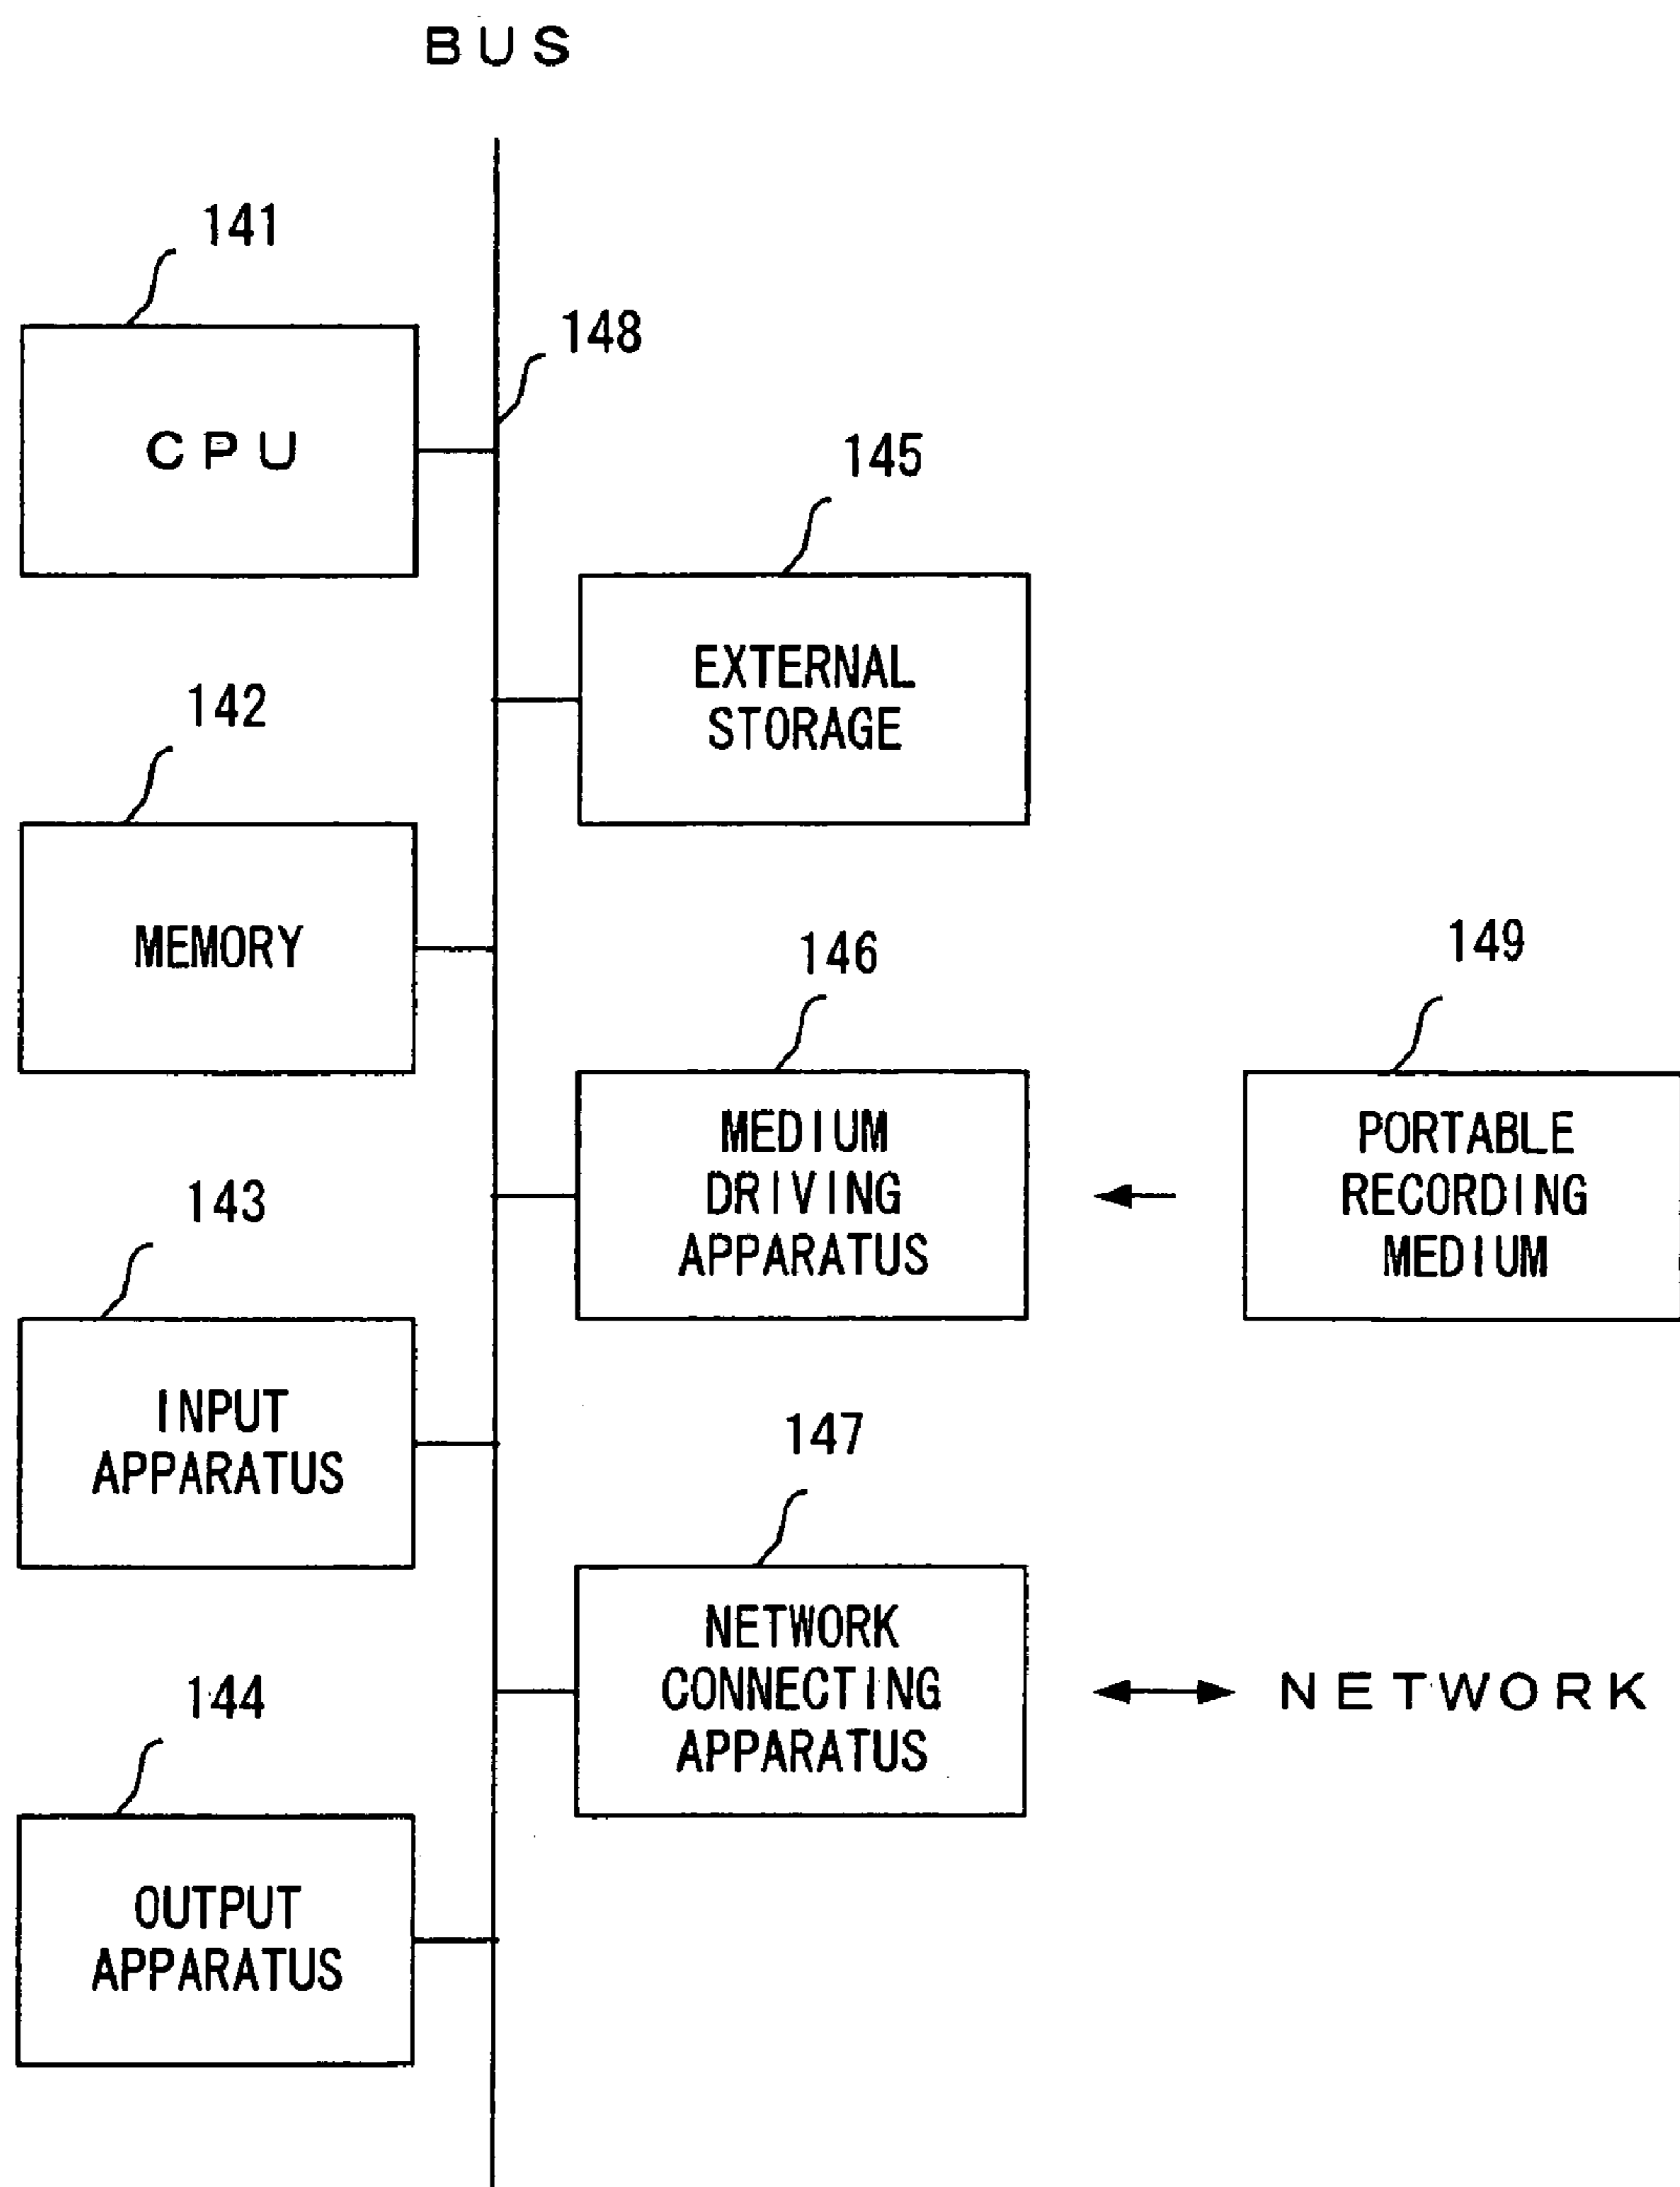 BUS
141
CPU
148
145
EXTERNAL
STORAGE
142
MEMORY
146
MEDIUM
DRIVING
APPARATUS
149
PORTABLE
RECORDING
MEDIUM
143
INPUT
APPARATUS
147
NETWORK
CONNECTING
APPARATUS
NETWORK
144
OUTPUT
APPARATUS